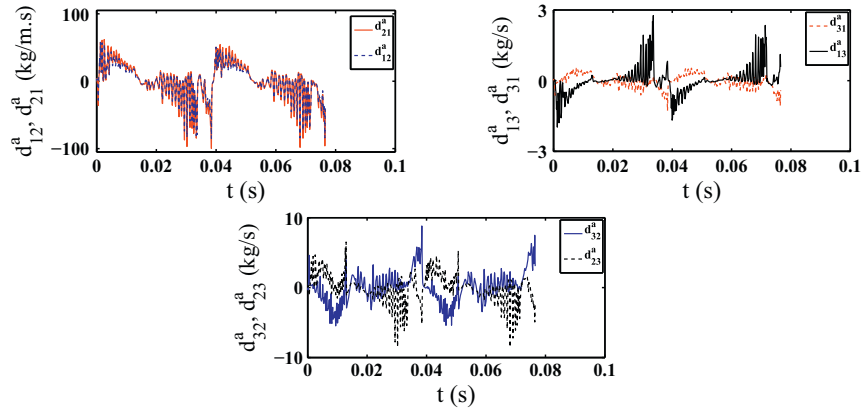 d^a_12, d^a_21 (kg/m.s)
100
0
−100
0 0.02 0.04 0.06 0.08 0.1
t (s)
d^a_21
d^a_12
d^a_13, d^a_31 (kg/s)
3
0
−3
0 0.02 0.04 0.06 0.08 0.1
t (s)
d^a_31
d^a_13
d^a_32, d^a_23 (kg/s)
10
0
−10
0 0.02 0.04 0.06 0.08 0.1
t (s)
d^a_32
d^a_23